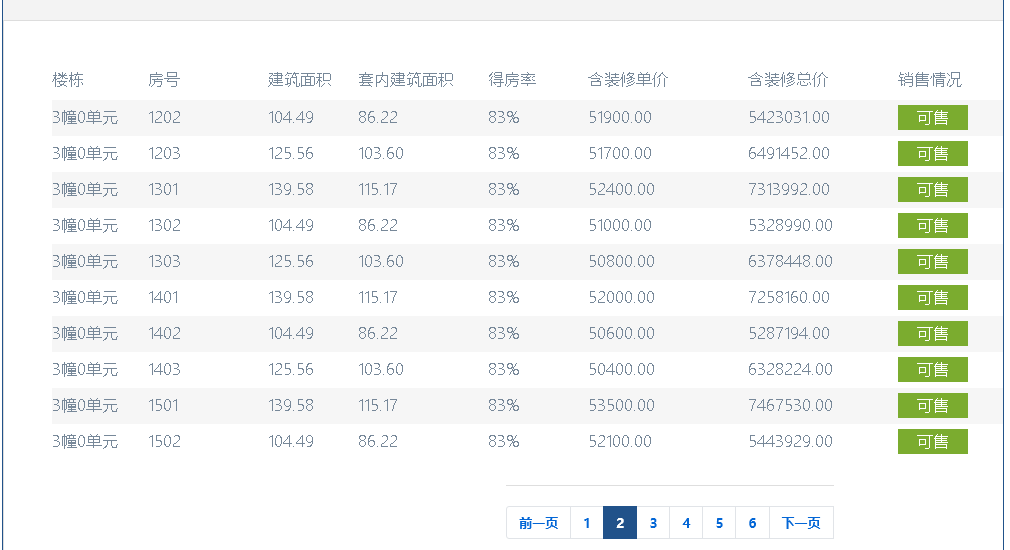 楼栋 房号 建筑面积 套内建筑面积 得房率 含装修单价 含装修总价 销售情况
3幢0单元 1202 104.49 86.22 83% 51900.00 5423031.00 可售
3幢0单元 1203 125.56 103.60 83% 51700.00 6491452.00 可售
3幢0单元 1301 139.58 115.17 83% 52400.00 7313992.00 可售
3幢0单元 1302 104.49 86.22 83% 51000.00 5328990.00 可售
3幢0单元 1303 125.56 103.60 83% 50800.00 6378448.00 可售
3幢0单元 1401 139.58 115.17 83% 52000.00 7258160.00 可售
3幢0单元 1402 104.49 86.22 83% 50600.00 5287194.00 可售
3幢0单元 1403 125.56 103.60 83% 50400.00 6328224.00 可售
3幢0单元 1501 139.58 115.17 83% 53500.00 7467530.00 可售
3幢0单元 1502 104.49 86.22 83% 52100.00 5443929.00 可售
前一页 1 2 3 4 5 6 下一页